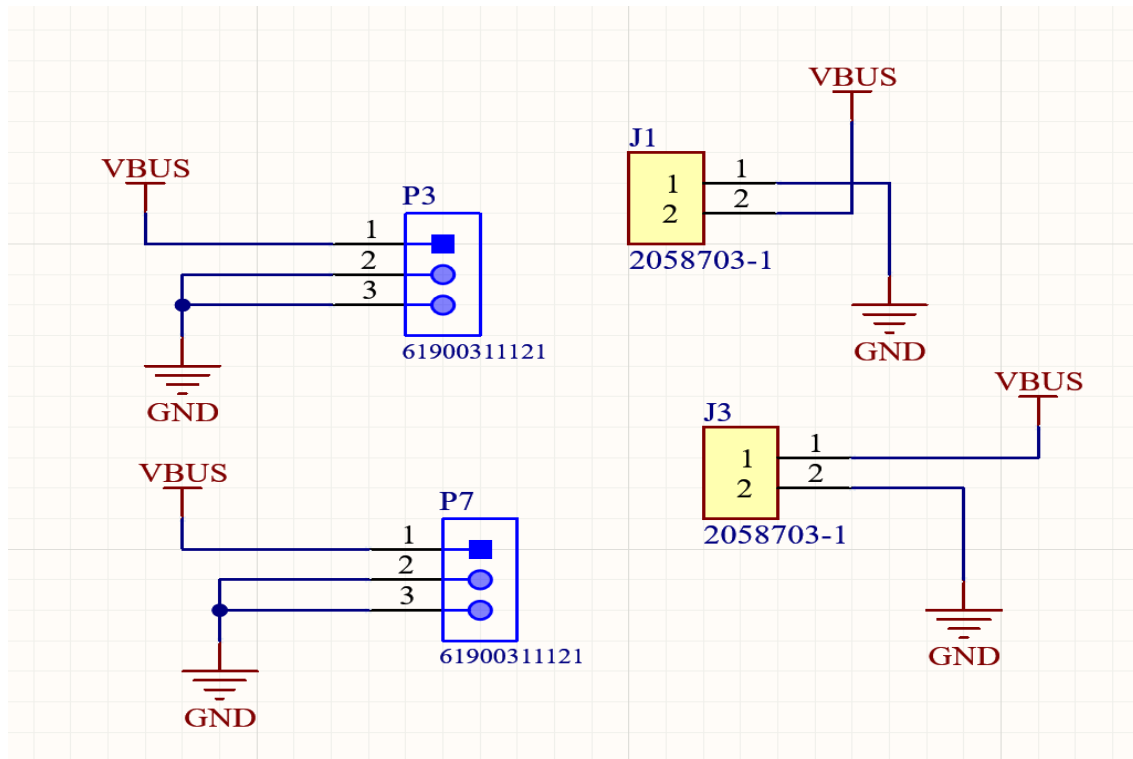 VBUS
P3
1
2
3
61900311121
GND
VBUS
J1
1
2
1
2
2058703-1
GND
VBUS
P7
1
2
3
61900311121
GND
VBUS
J3
1
2
1
2
2058703-1
GND